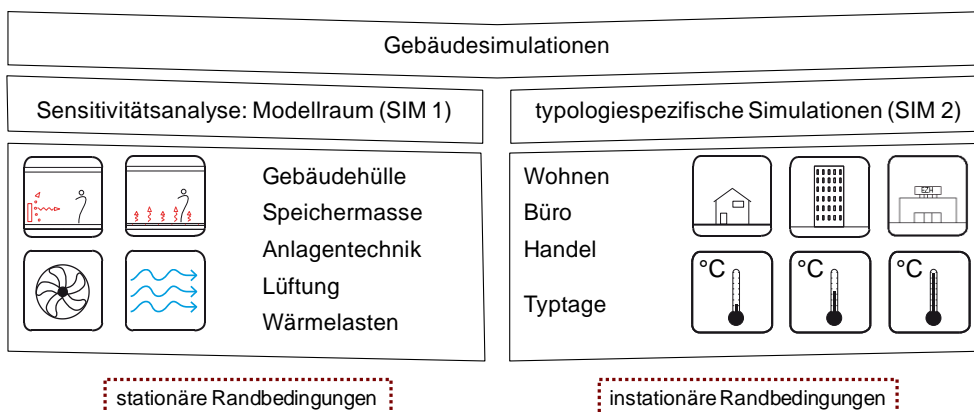 Gebäudesimulationen
Sensitivitätsanalyse: Modellraum (SIM 1)
Gebäudehülle
Speichermasse
Anlagentechnik
Lüftung
Wärmelasten
stationäre Randbedingungen
typologiespezifische Simulationen (SIM 2)
Wohnen
Büro
Handel
Typtage
EZH
°C
°C
°C
instationäre Randbedingungen